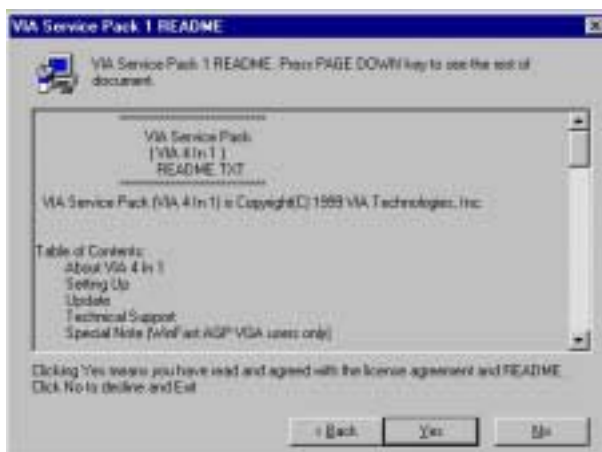 VIA Service Pack 1 README
VIA Service Pack 1 README. Press PAGE DOWN key to see the rest of
document.
==================
VIA Service Pack
(VIA 4 In 1)
README.TXT
==================
VIA Service Pack (VIA 4 In 1) is Copyright(C) 1999 VIA Technologies, Inc.
Table of Contents:
About VIA 4 In 1
Setting Up
Update
Technical Support
Special Note (WinFast AGP VGA users only)
Clicking Yes means you have read and agreed with the license agreement and README.
Click No to decline and Exit
< Back
Yes
No